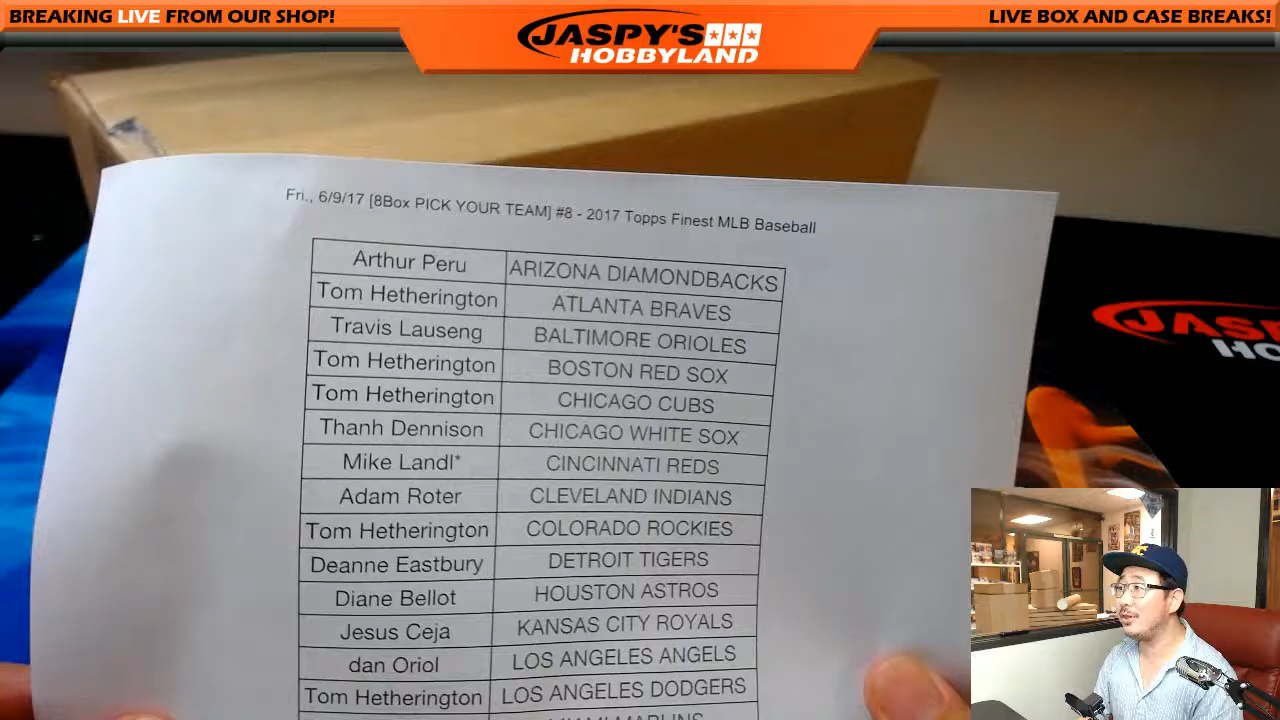 BREAKING LIVE FROM OUR SHOP!
JASPY'S
HOBBYLAND
LIVE BOX AND CASE BREAKS!
Fri., 6/9/17 [8Box PICK YOUR TEAM] #8 - 2017 Topps Finest MLB Baseball
Arthur Peru ARIZONA DIAMONDBACKS
Tom Hetherington ATLANTA BRAVES
Travis Lauseng BALTIMORE ORIOLES
Tom Hetherington BOSTON RED SOX
Tom Hetherington CHICAGO CUBS
Thanh Dennison CHICAGO WHITE SOX
Mike Landl* CINCINNATI REDS
Adam Roter CLEVELAND INDIANS
Tom Hetherington COLORADO ROCKIES
Deanne Eastbury DETROIT TIGERS
Diane Bellot HOUSTON ASTROS
Jesus Ceja KANSAS CITY ROYALS
dan Oriol LOS ANGELES ANGELS
Tom Hetherington LOS ANGELES DODGERS